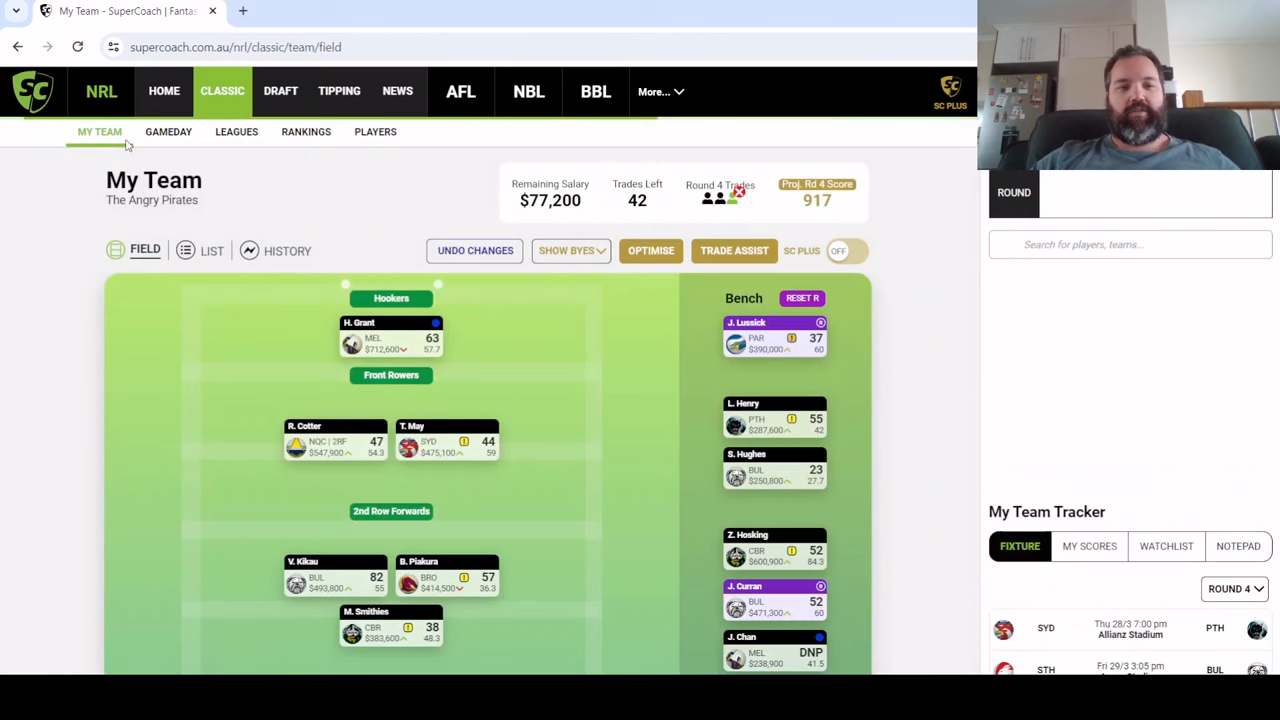 My Team - SuperCoach | Fantas
supercoach.com.au/nrl/classic/team/field
SC NRL HOME CLASSIC DRAFT TIPPING NEWS AFL NBL BBL More... SC PLUS
MY TEAM GAMEDAY LEAGUES RANKINGS PLAYERS
My Team
The Angry Pirates
Remaining Salary
$77,200
Trades Left
42
Round 4 Trades
Proj. Rd 4 Score
917
FIELD LIST HISTORY UNDO CHANGES SHOW BYES OPTIMISE TRADE ASSIST SC PLUS OFF
Hookers
H. Grant
MEL 63
$712,600 57.7
Front Rowers
R. Cotter
NQC | 2RF 47
$547,900 54.3
T. May
SYD 44
$475,100 59
2nd Row Forwards
V. Kikau
BUL 82
$493,800 55
B. Piakura
BRO 57
$414,500 36.3
M. Smithies
CBR 38
$383,600 48.3
Bench RESET R
J. Lussick R
PAR 37
$390,000 60
L. Henry
PTH 55
$287,600 42
S. Hughes
BUL 23
$250,800 27.7
Z. Hosking
CBR 52
$600,900 84.3
J. Curran R
BUL 52
$471,300 60
J. Chan
MEL DNP
$238,900 41.5
ROUND
Search for players, teams...
My Team Tracker
FIXTURE MY SCORES WATCHLIST NOTEPAD
ROUND 4
SYD Thu 28/3 7:00 pm PTH
Allianz Stadium
STH Fri 29/3 3:05 pm BUL